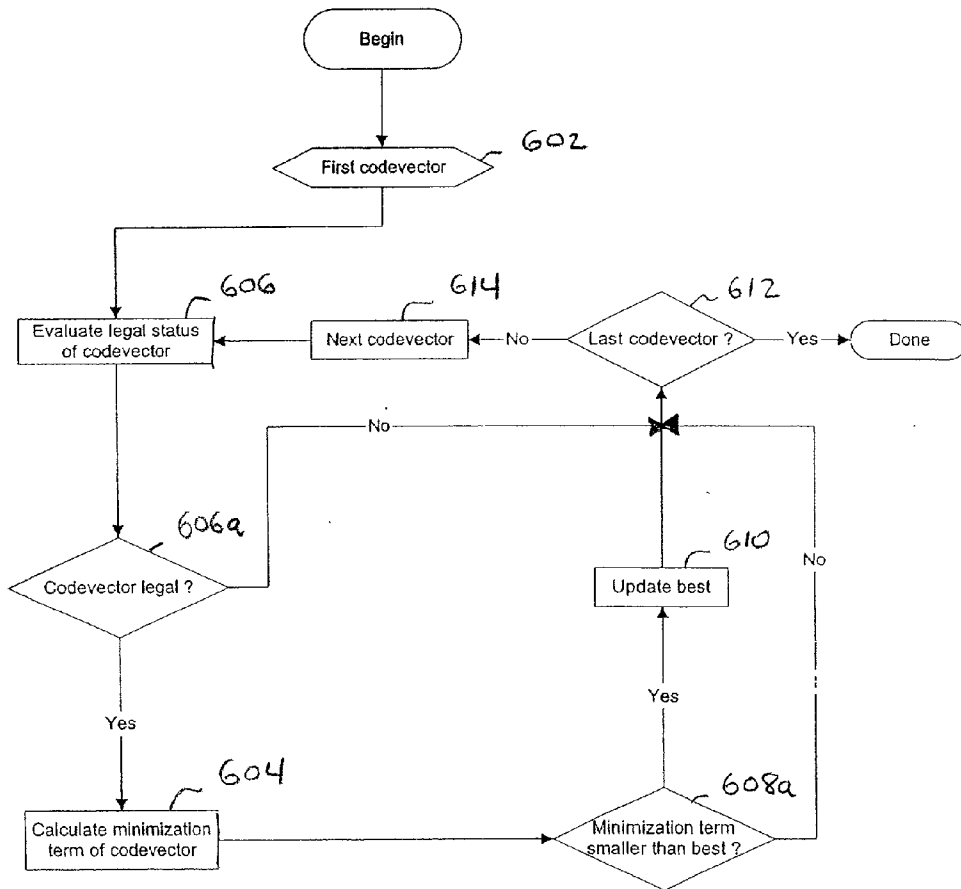 Begin
602
First codevector
606
Evaluate legal status
of codevector
614
Next codevector
No
612
Last codevector ?
Yes
Done
No
606a
Codevector legal ?
610
Update best
No
Yes
Yes
604
Calculate minimization
term of codevector
608a
Minimization term
smaller than best ?